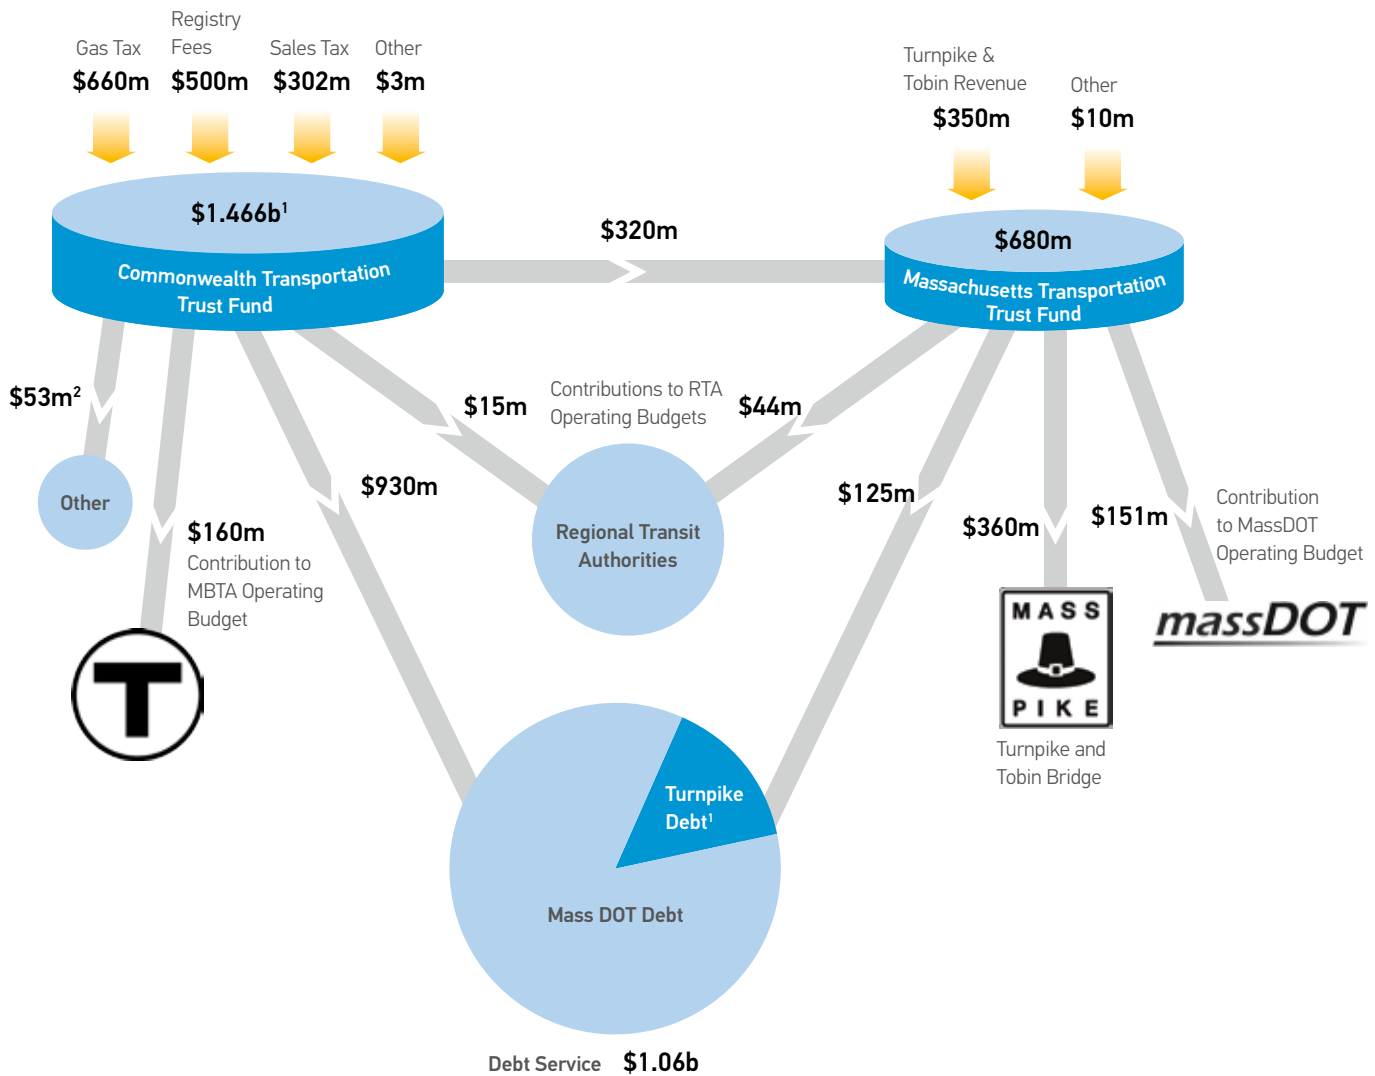 Gas Tax
$660m
Registry
Fees
$500m
Sales Tax
$302m
Other
$3m
Turnpike &
Tobin Revenue
$350m
Other
$10m
$1.466b¹
Commonwealth Transportation
Trust Fund
$320m
$680m
Massachusetts Transportation
Trust Fund
$53m²
Other
$160m
Contribution to
MBTA Operating
Budget
T
$930m
$15m
Contributions to RTA
Operating Budgets
$44m
Regional Transit
Authorities
$125m
$360m
$151m
Contribution
to MassDOT
Operating Budget
MASS
PIKE
Turnpike and
Tobin Bridge
massDOT
Turnpike
Debt¹
Mass DOT Debt
Debt Service $1.06b